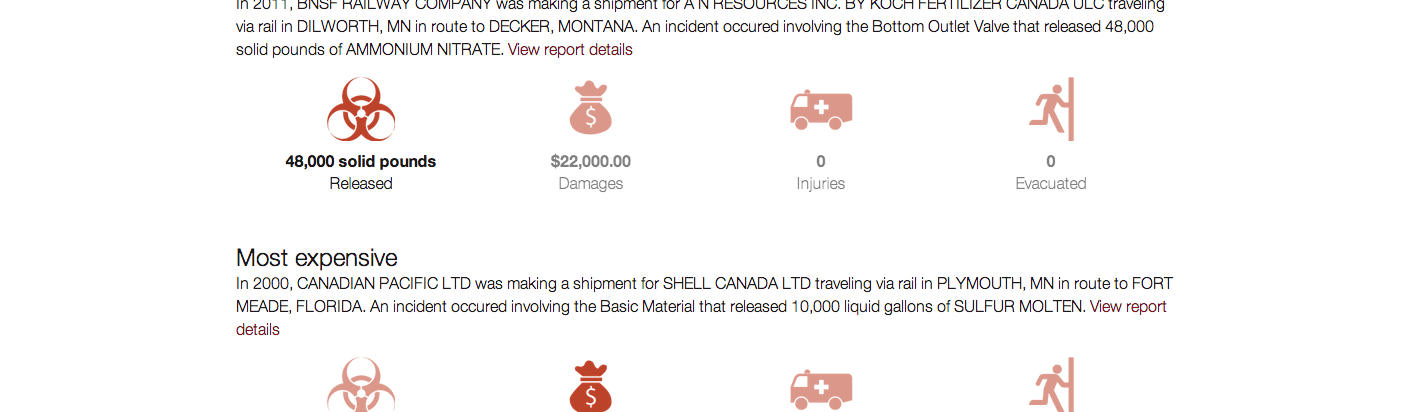 In 2011, BNSF RAILWAY COMPANY was making a shipment for A N RESOURCES INC. BY KOCH FERTILIZER CANADA ULC traveling
via rail in DILWORTH, MN in route to DECKER, MONTANA. An incident occured involving the Bottom Outlet Valve that released 48,000
solid pounds of AMMONIUM NITRATE. View report details
$
48,000 solid pounds
$22,000.00
0
0
Released
Damages
Injuries
Evacuated
Most expensive
In 2000, CANADIAN PACIFIC LTD was making a shipment for SHELL CANADA LTD traveling via rail in PLYMOUTH, MN in route to FORT
MEADE, FLORIDA. An incident occured involving the Basic Material that released 10,000 liquid gallons of SULFUR MOLTEN. View report
details
$